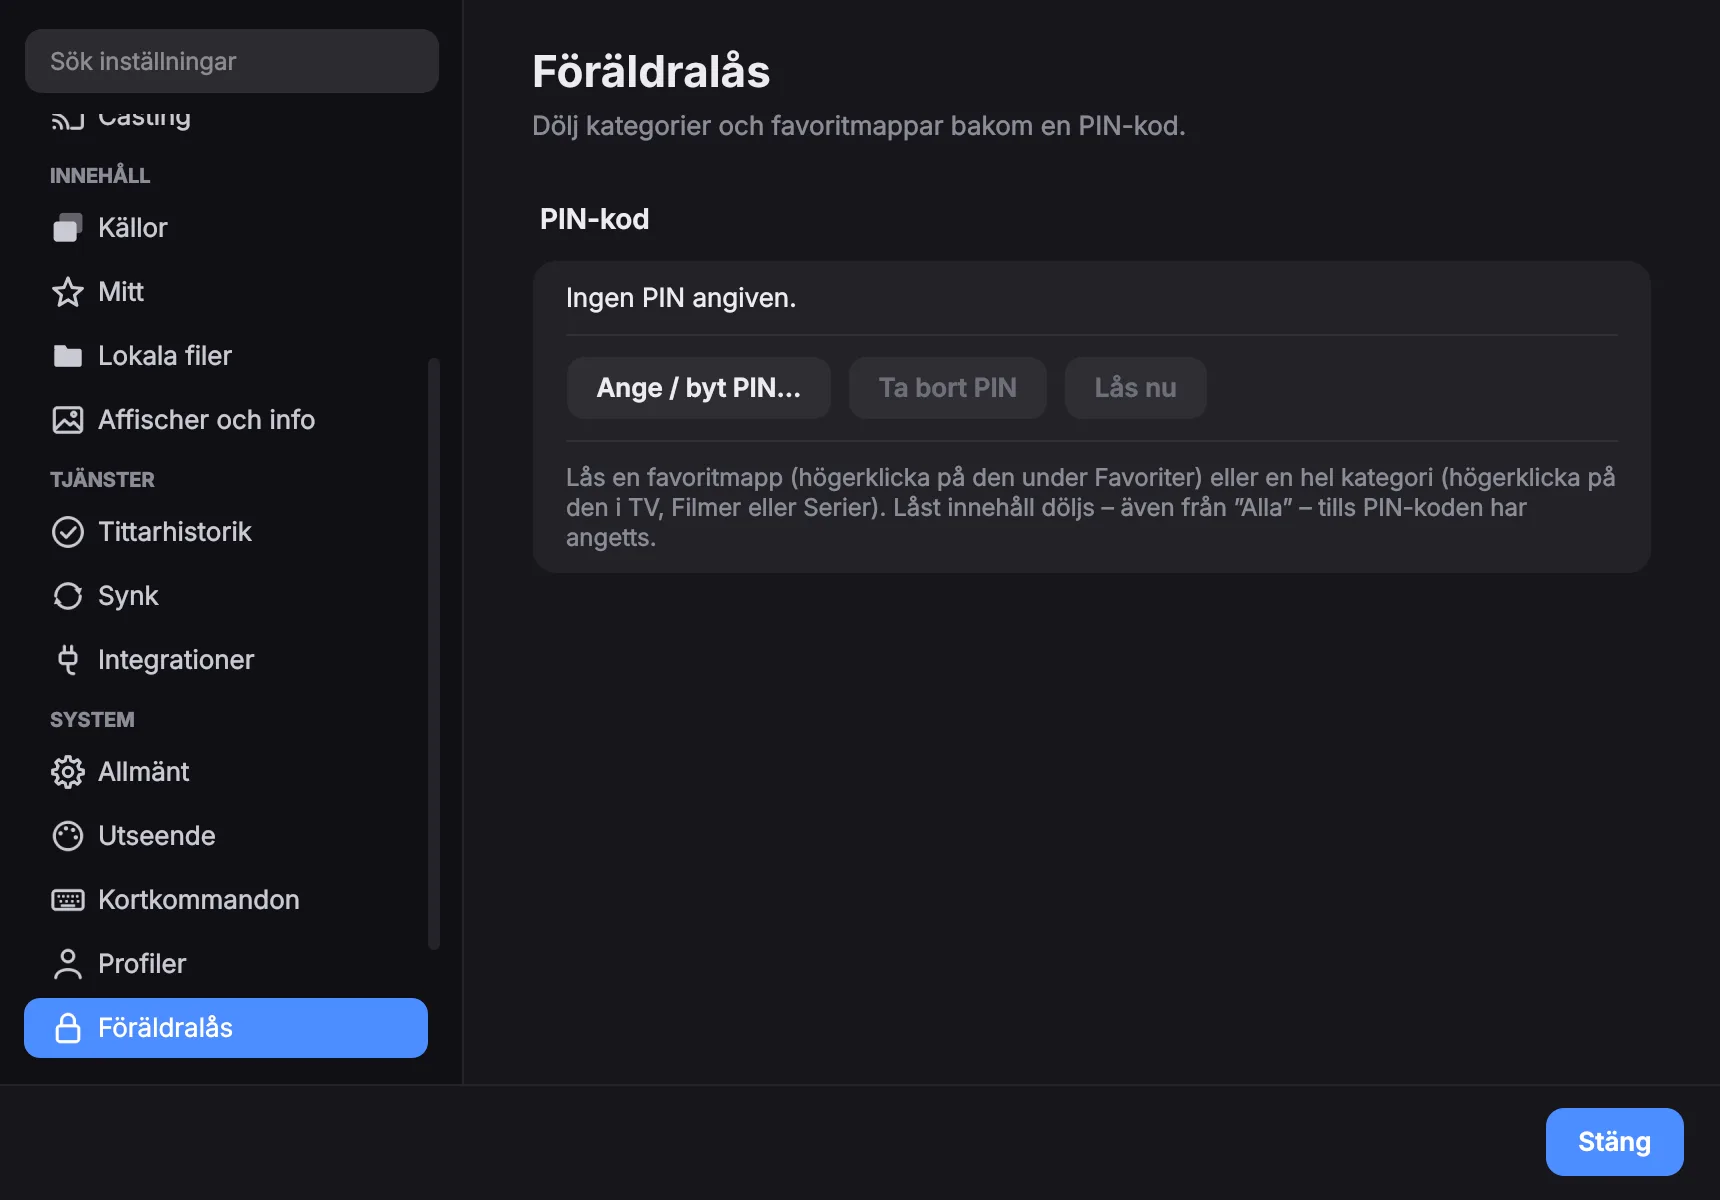 Sök inställningar
Casting
INNEHÅLL
Källor
Mitt
Lokala filer
Affischer och info
TJÄNSTER
Tittarhistorik
Synk
Integrationer
SYSTEM
Allmänt
Utseende
Kortkommandon
Profiler
Föräldralås
Föräldralås
Dölj kategorier och favoritmappar bakom en PIN-kod.
PIN-kod
Ingen PIN angiven.
Ange / byt PIN... Ta bort PIN Lås nu
Lås en favoritmapp (högerklicka på den under Favoriter) eller en hel kategori (högerklicka på
den i TV, Filmer eller Serier). Låst innehåll döljs – även från ”Alla” – tills PIN-koden har
angetts.
Stäng